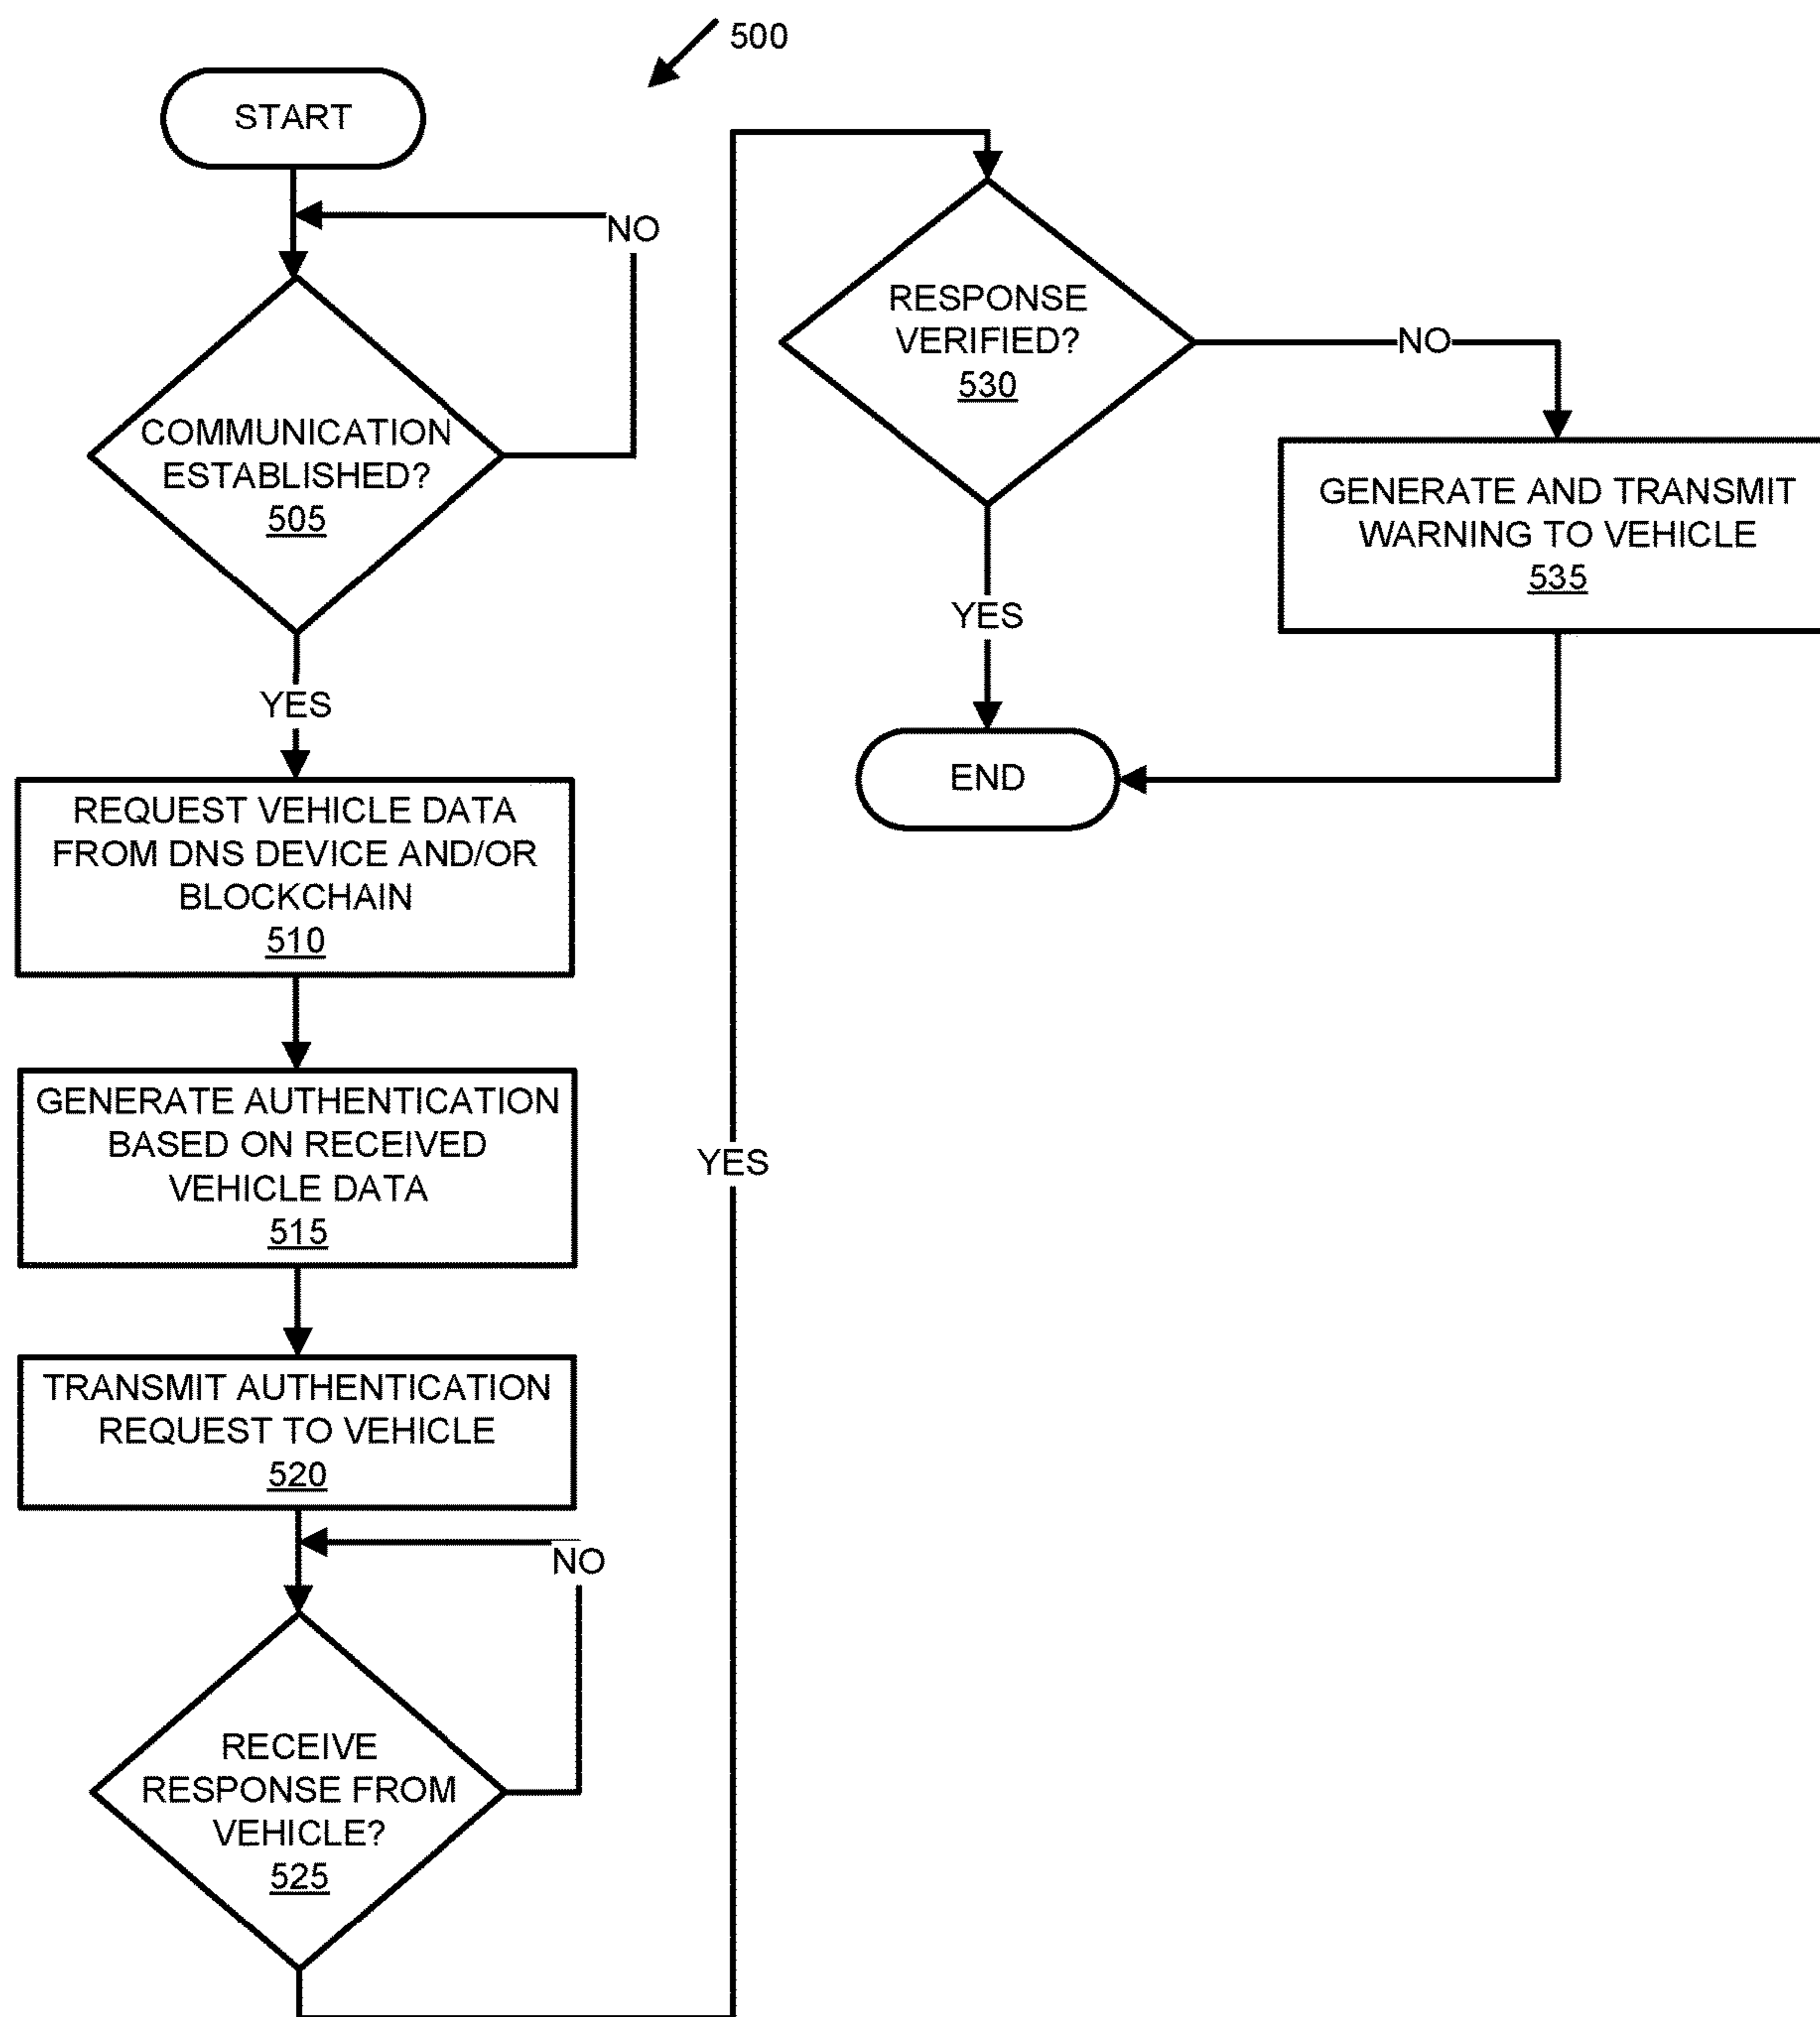 500
START
NO
COMMUNICATION
ESTABLISHED?
505
YES
REQUEST VEHICLE DATA
FROM DNS DEVICE AND/OR
BLOCKCHAIN
510
GENERATE AUTHENTICATION
BASED ON RECEIVED
VEHICLE DATA
515
TRANSMIT AUTHENTICATION
REQUEST TO VEHICLE
520
NO
RECEIVE
RESPONSE FROM
VEHICLE?
525
YES
RESPONSE
VERIFIED?
530
NO
GENERATE AND TRANSMIT
WARNING TO VEHICLE
535
YES
END